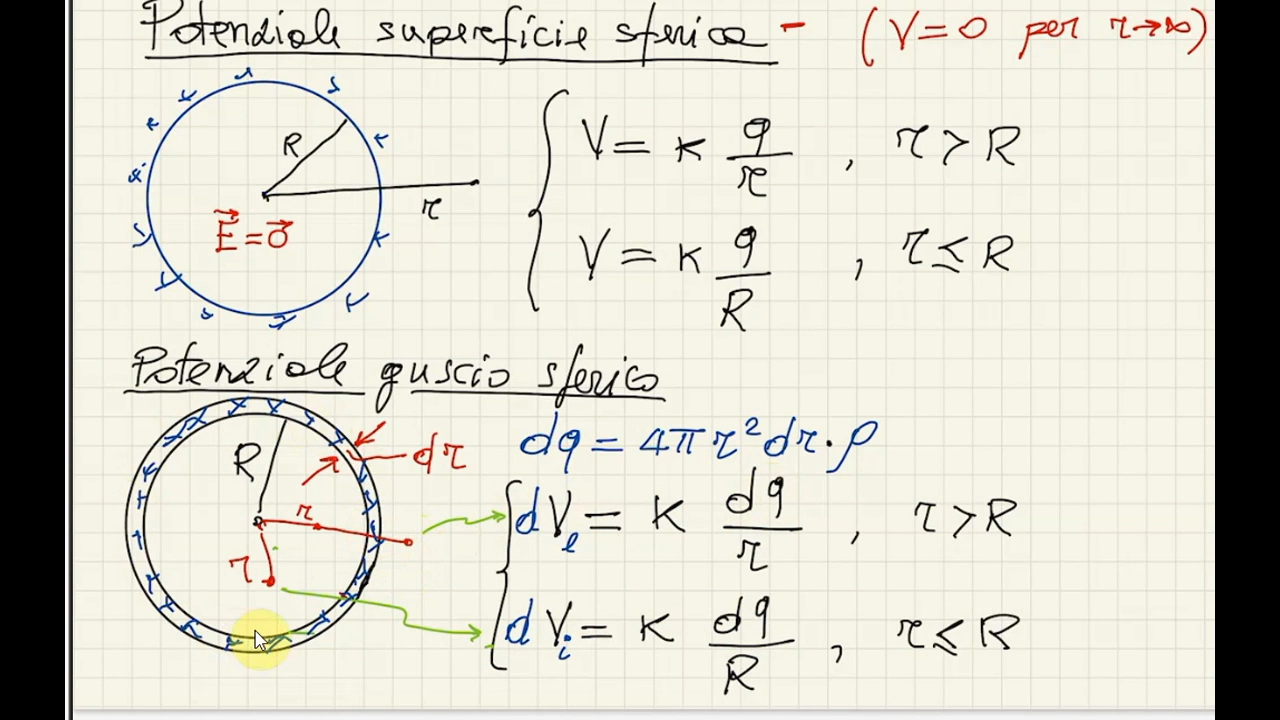 Potenziale superficie sferica - (V=0 per r→∞)
R
r
E⃗=0⃗
V = K q/r , r > R
V = K q/R , r ≤ R
Potenziale guscio sferico
R
dr
r
r
dq = 4πr²dr·ρ
dVe = K dq/r , r > R
dVi = K dq/R , r ≤ R